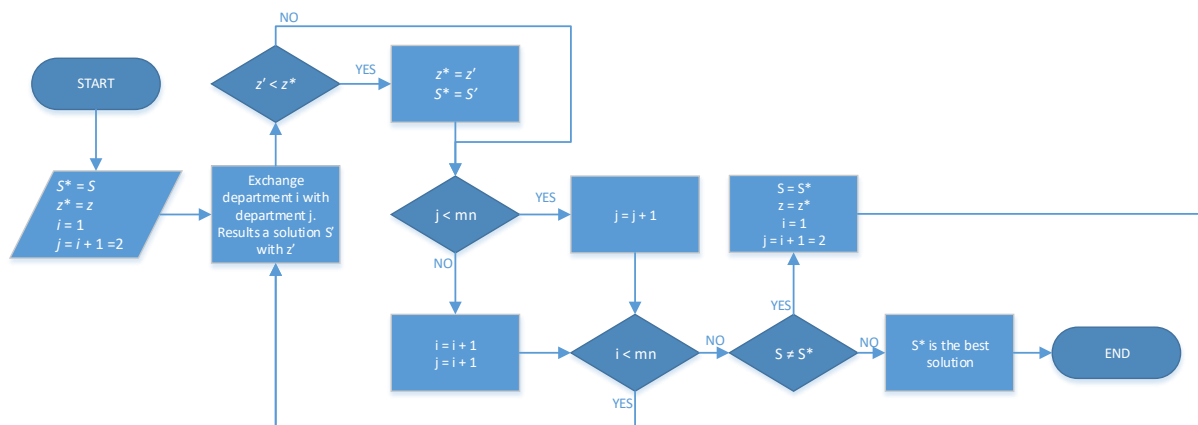 START
S* = S
z* = z
i = 1
j = i + 1 =2
Exchange
department i with
department j.
Results a solution S’
with z’
z’ < z*
NO
YES
z* = z’
S* = S’
j < mn
YES
NO
j = j + 1
i = i + 1
j = i + 1
i < mn
NO
YES
S ≠ S*
YES
NO
S = S*
z = z*
i = 1
j = i + 1 = 2
S* is the best
solution
END